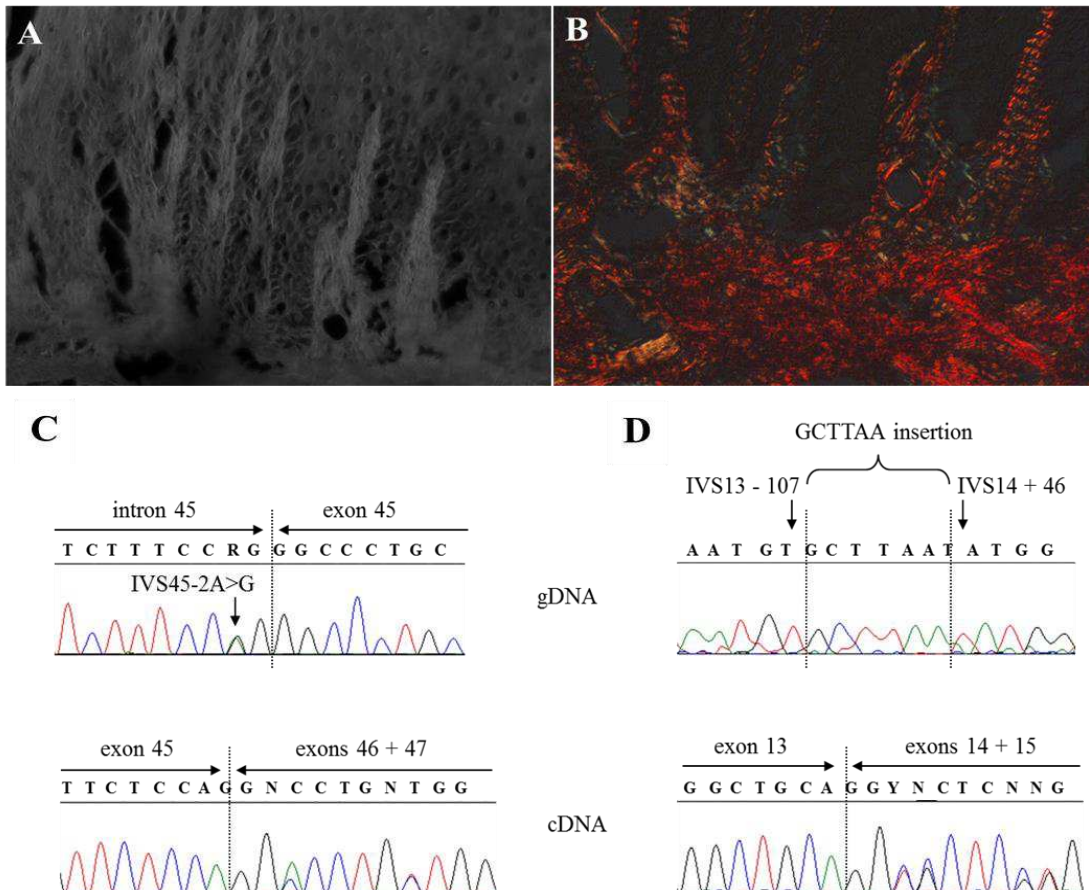 A
B
C
D
GCTTAA insertion
IVS13 - 107
IVS14 + 46
intron 45
exon 45
T C T T T C C R G G G C C C T G C
A A T G T G C T T A A T A T G G
IVS45-2A>G
gDNA
exon 45
exons 46 + 47
exon 13
exons 14 + 15
T T C T C C A G G N C C T G N T G G
G G C T G C A G G Y N C T C N N G
cDNA